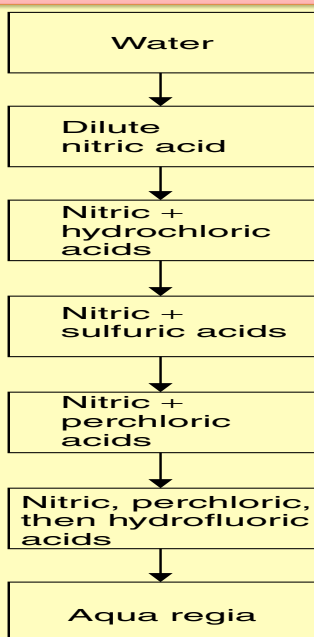 Water
Dilute
nitric acid
Nitric +
hydrochloric
acids
Nitric +
sulfuric acids
Nitric +
perchloric
acids
Nitric, perchloric,
then hydrofluoric
acids
Aqua regia